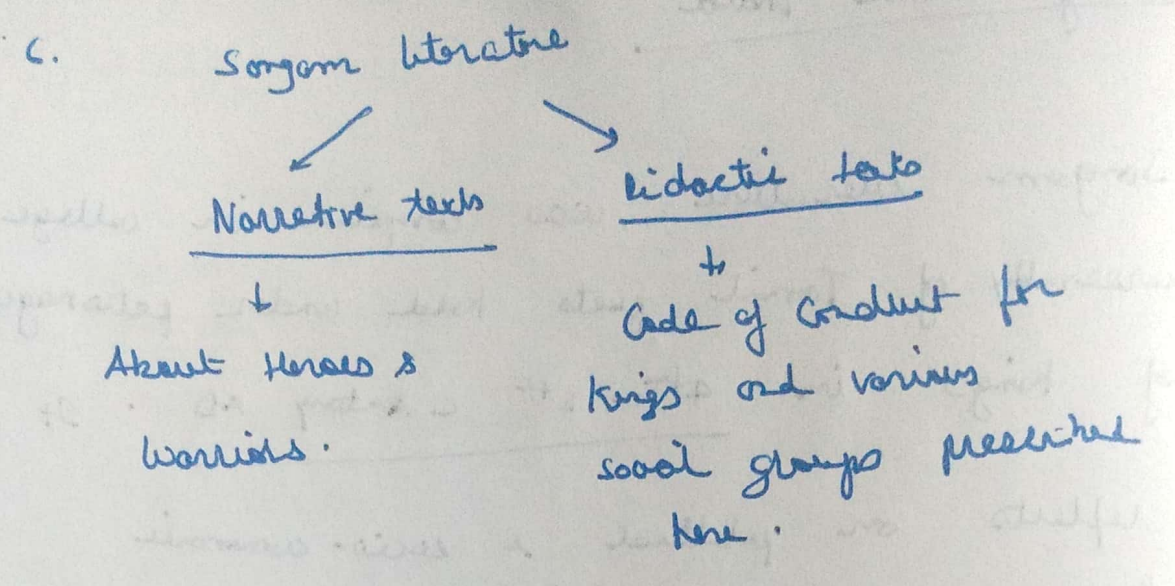 6.
Sangam literature
Narrative texts
Didactic texts
About Heroes &
Warriors.
Code of Conduct for
Kings and various
social groups prescribed
here.